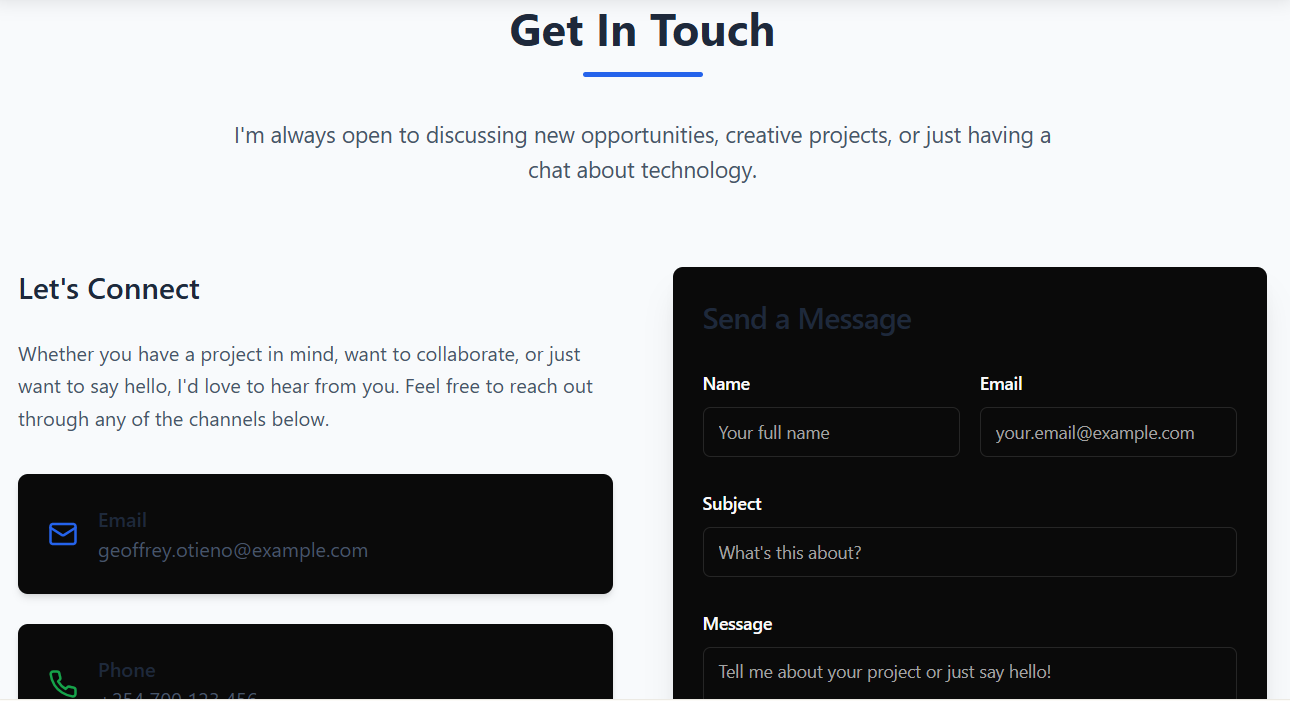 Get In Touch
I'm always open to discussing new opportunities, creative projects, or just having a
chat about technology.
Let's Connect
Whether you have a project in mind, want to collaborate, or just
want to say hello, I'd love to hear from you. Feel free to reach out
through any of the channels below.
Email
geoffrey.otieno@example.com
Phone
+254 700 123 456
Send a Message
Name
Email
Your full name
your.email@example.com
Subject
What's this about?
Message
Tell me about your project or just say hello!